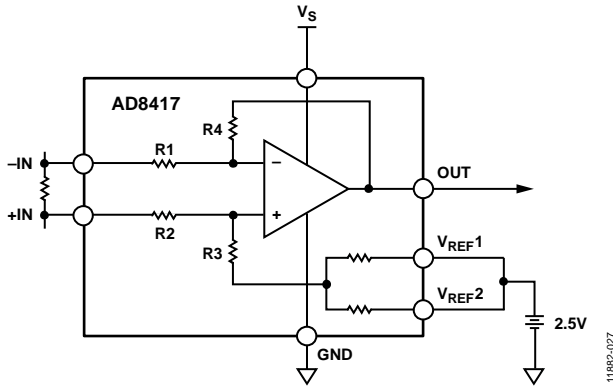 VS
AD8417
R4
R1
–IN
−
OUT
+IN
+
R2
R3
VREF1
VREF2
2.5V
GND
11882-027